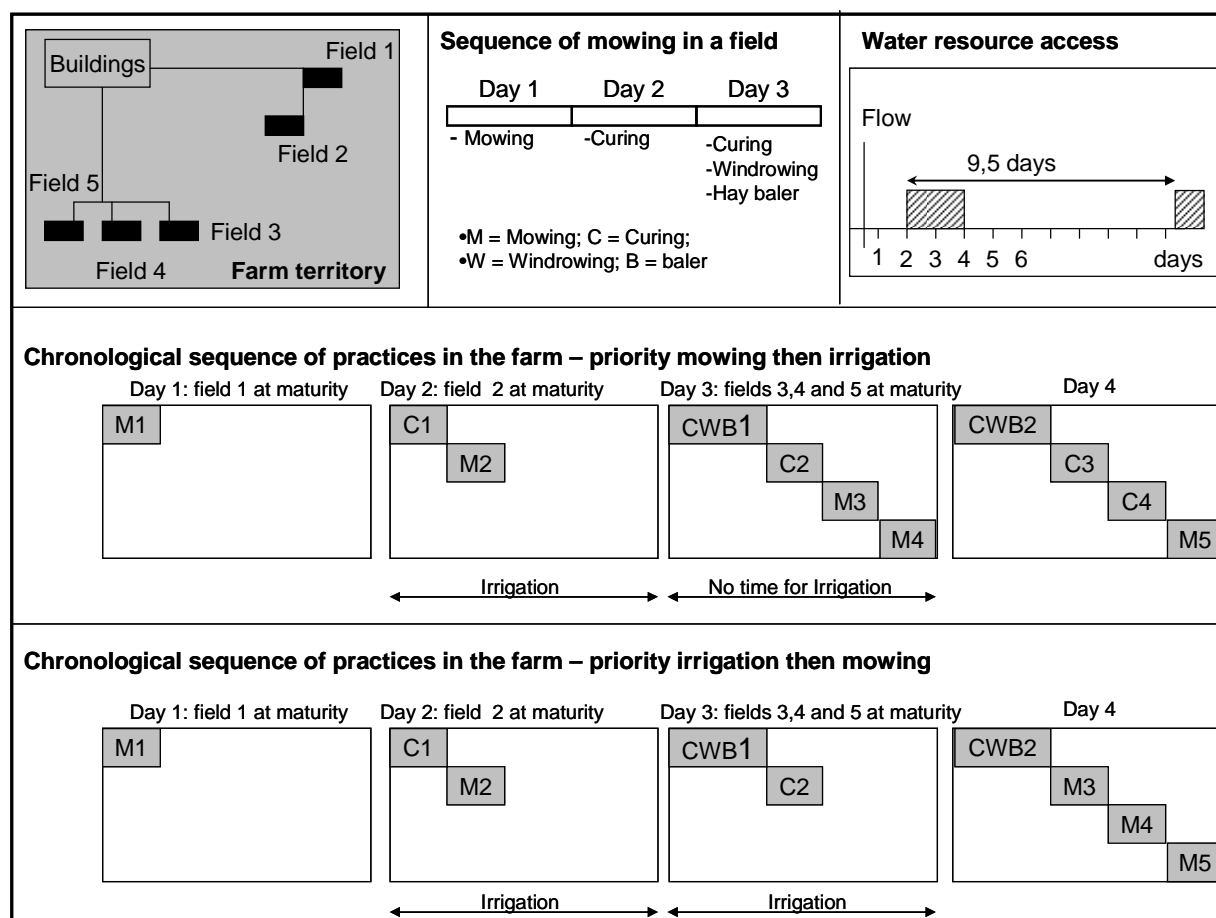 Buildings
Field 1
Field 2
Field 5
Field 3
Field 4
Farm territory
Sequence of mowing in a field
Day 1 Day 2 Day 3
- Mowing -Curing -Curing
-Windrowing
-Hay baler
•M = Mowing; C = Curing;
•W = Windrowing; B = baler
Water resource access
Flow
9,5 days
1 2 3 4 5 6 days
Chronological sequence of practices in the farm – priority mowing then irrigation
Day 1: field 1 at maturity Day 2: field 2 at maturity Day 3: fields 3,4 and 5 at maturity Day 4
M1 C1 CWB1 CWB2
M2 C2 C3
M3 C4
M4 M5
Irrigation No time for Irrigation
Chronological sequence of practices in the farm – priority irrigation then mowing
Day 1: field 1 at maturity Day 2: field 2 at maturity Day 3: fields 3,4 and 5 at maturity Day 4
M1 C1 CWB1 CWB2
M2 C2 M3
M4
M5
Irrigation Irrigation